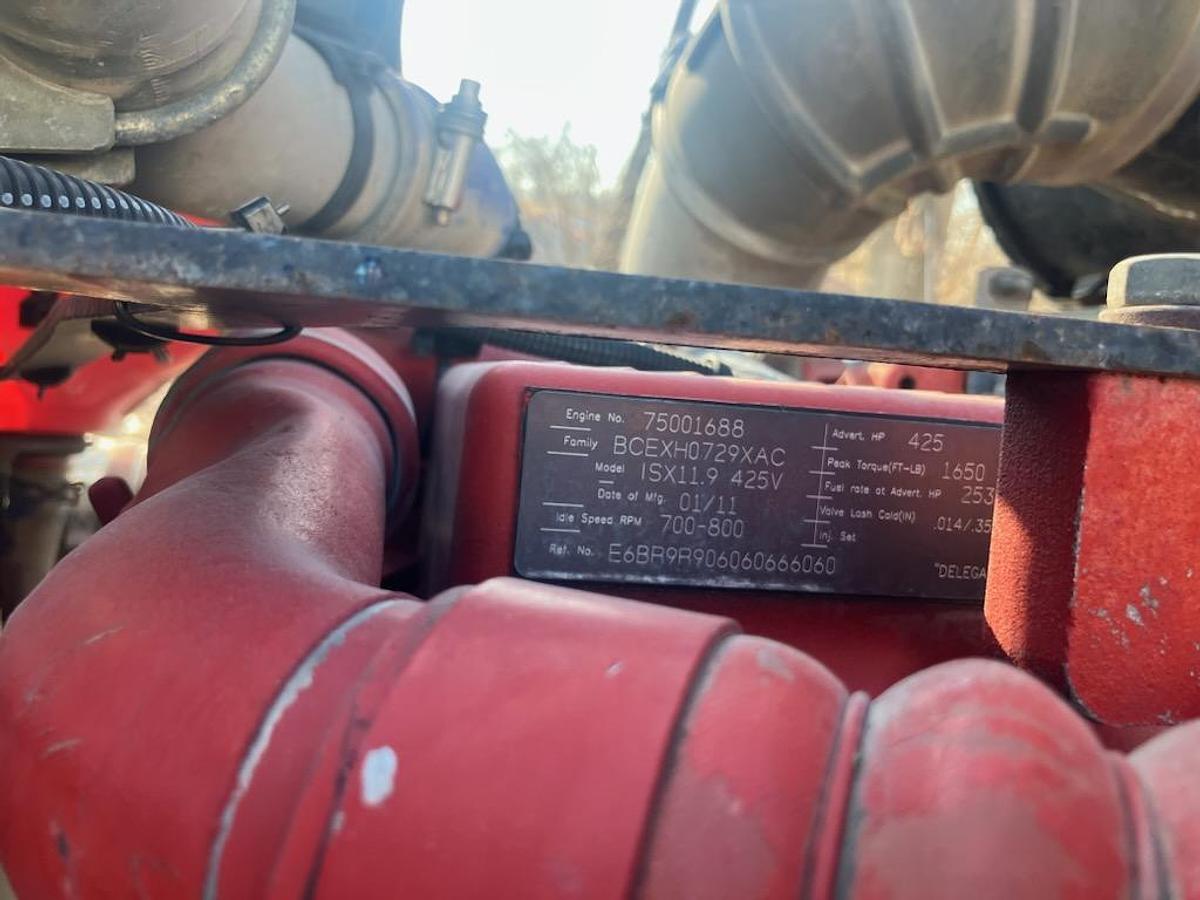 Engine No. 75001688
Family BCEXH0729XAC
Model ISX11.9 425V
Date of Mfg. 01/11
Idle Speed RPM 700-800
Ref. No. E6BR9R906060666060
Advert. HP 425
Peak Torque(FT-LB) 1650
Fuel rate at Advert. HP 253
Valve Lash Cold(IN) .014/.35
Inj. Set
"DELEGA